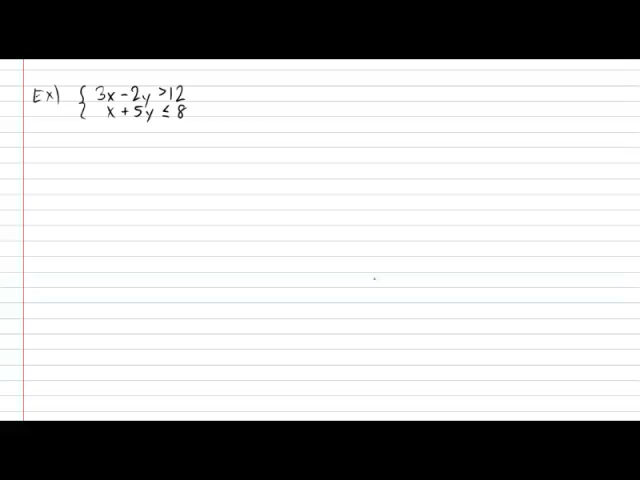 Ex) { 3x - 2y > 12
x + 5y ≤ 8